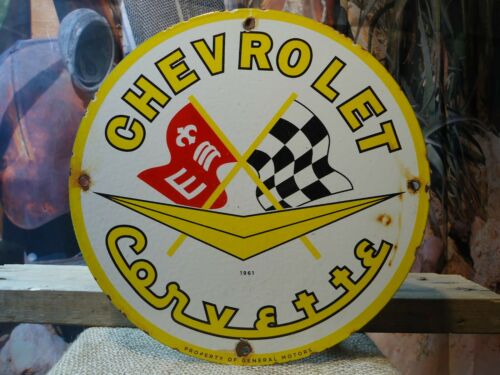 CHEVROLET
1961
Corvette
PROPERTY OF GENERAL MOTORS